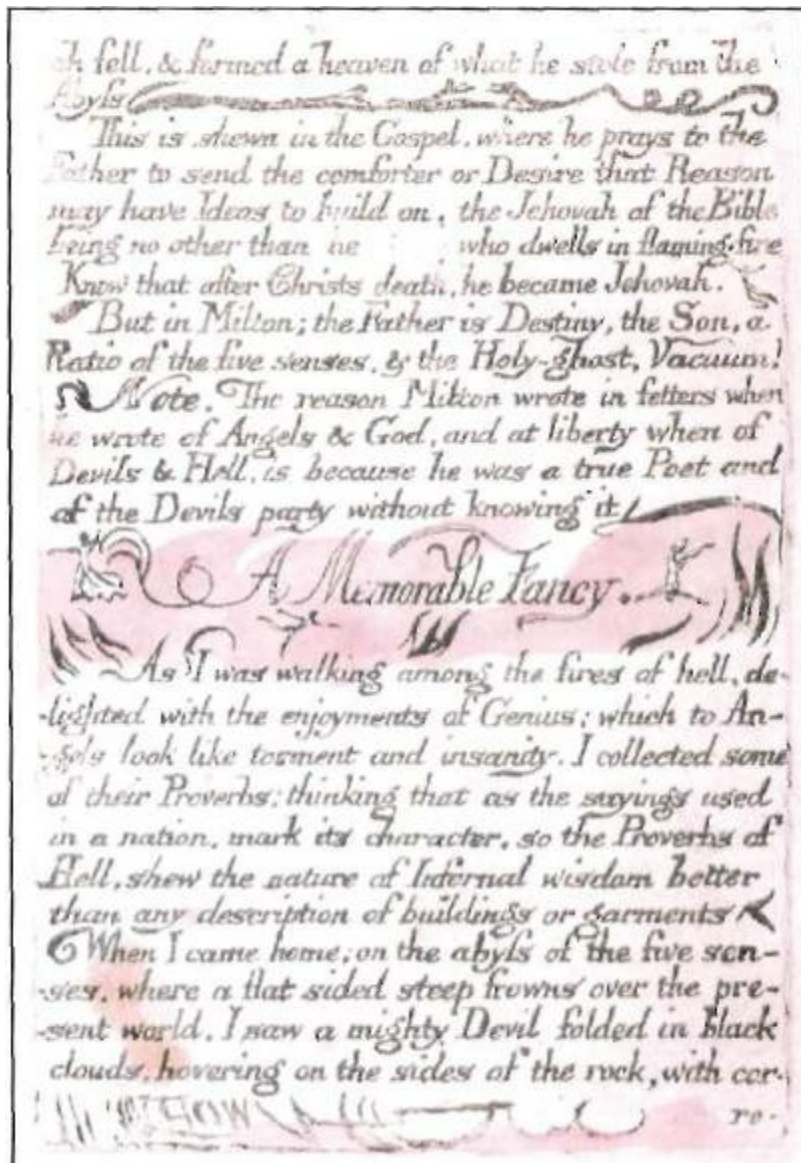 ah fell, & formed a heaven of what he stole from the
Abyss
This is shewn in the Gospel, where he prays to the
Father to send the comforter or Desire that Reason
may have Ideas to build on, the Jehovah of the Bible
being no other than he who dwells in flaming fire
Know that after Christs death, he became Jehovah.
But in Milton; the Father is Destiny, the Son, a
Ratio of the five senses, & the Holy-ghost, Vacuum!
Note. The reason Milton wrote in fetters when
he wrote of Angels & God, and at liberty when of
Devils & Hell, is because he was a true Poet and
of the Devils party without knowing it
A Memorable Fancy.
As I was walking among the fires of hell, de-
-lighted with the enjoyments of Genius; which to An-
-gels look like torment and insanity. I collected some
of their Proverbs; thinking that as the sayings used
in a nation, mark its character, so the Proverbs of
Hell, shew the nature of Infernal wisdom better
than any description of buildings or garments
When I came home; on the abyss of the five sen-
-ses, where a flat sided steep frowns over the pre-
-sent world. I saw a mighty Devil folded in black
clouds, hovering on the sides of the rock, with cor-
ro-